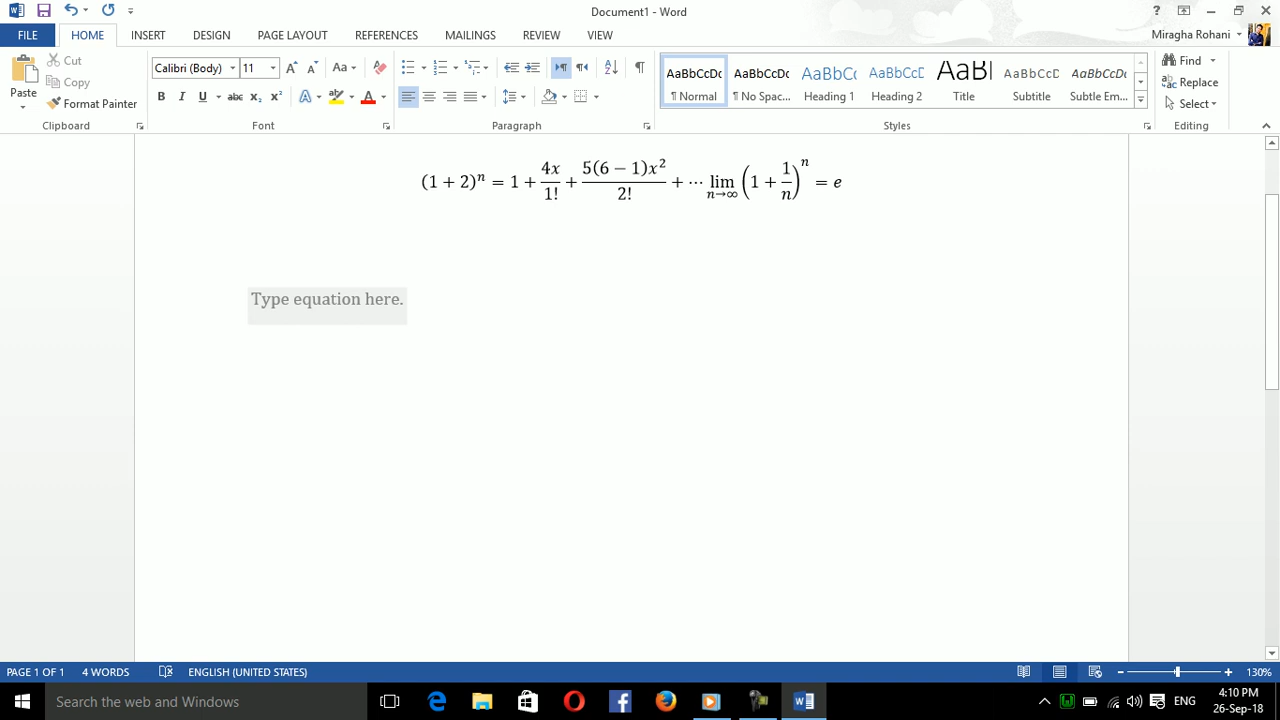 Document1 - Word
FILE HOME INSERT DESIGN PAGE LAYOUT REFERENCES MAILINGS REVIEW VIEW Miragha Rohani
Paste Cut Copy Format Painter Clipboard
Calibri (Body) 11 Aa B I U abc x₂ x² A A Font
Paragraph
AaBbCcDc AaBbCcDc AaBbCc AaBbCcD AaBl AaBbCcD AaBbCcDc
¶ Normal ¶ No Spac... Heading 1 Heading 2 Title Subtitle Subtle Em...
Styles
Find Replace Select Editing
(1 + 2)ⁿ = 1 + 4x/1! + 5(6 − 1)x²/2! + ⋯ lim n→∞ (1 + 1/n)ⁿ = e
Type equation here.
PAGE 1 OF 1 4 WORDS ENGLISH (UNITED STATES) 130%
Search the web and Windows ENG 4:10 PM
26-Sep-18